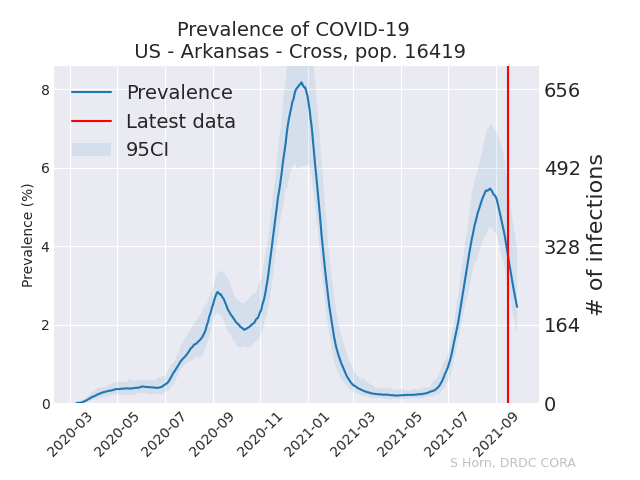 Prevalence of COVID-19
US - Arkansas - Cross, pop. 16419
Prevalence
Latest data
95CI
Prevalence (%)
8
6
4
2
0
656
492
328
164
0
# of infections
2020-03
2020-05
2020-07
2020-09
2020-11
2021-01
2021-03
2021-05
2021-07
2021-09
S Horn, DRDC CORA